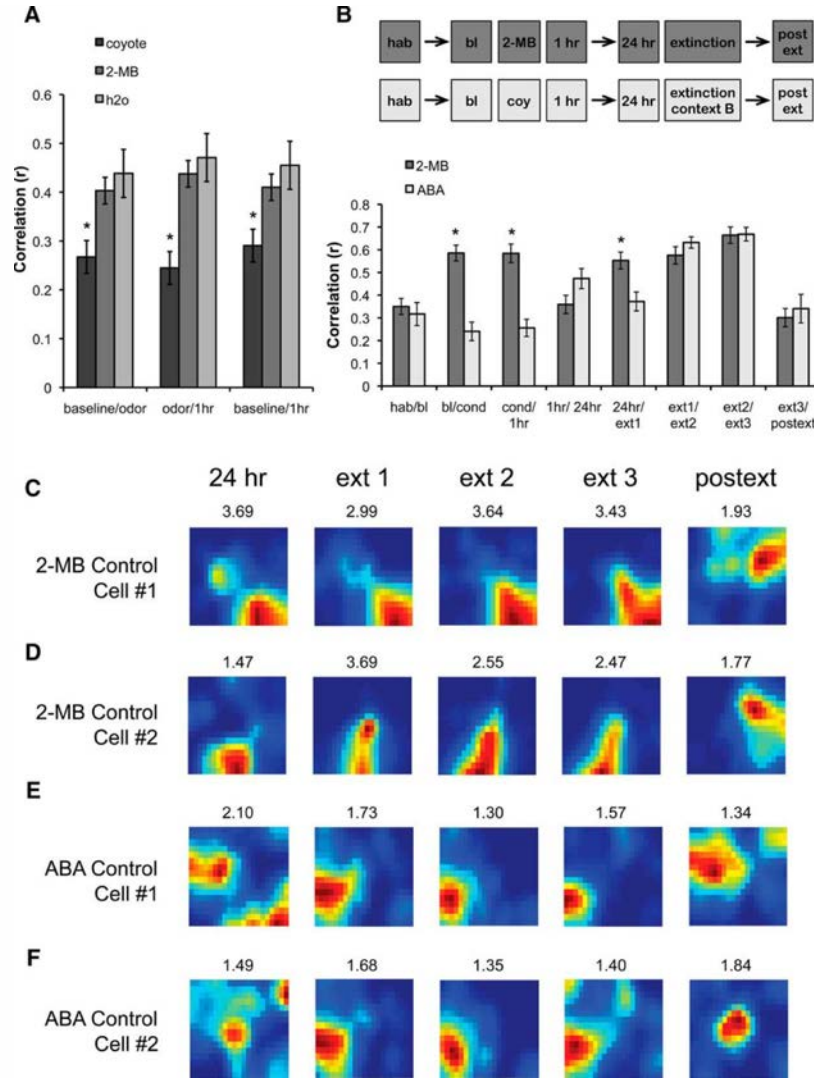 A
coyote
2-MB
h2o
Correlation (r)
0.6
0.5
0.4
0.3
0.2
0.1
0
*
*
*
baseline/odor
odor/1hr
baseline/1hr
B
hab
bl
2-MB
1 hr
24 hr
extinction
post
ext
hab
bl
coy
1 hr
24 hr
extinction
context B
post
ext
2-MB
ABA
Correlation (r)
0.8
0.7
0.6
0.5
0.4
0.3
0.2
0.1
0
*
*
*
hab/bl
bl/cond
cond/
1hr
1hr/ 24hr
24hr/
ext1
ext1/
ext2
ext2/
ext3
ext3/
postext
C
24 hr ext 1 ext 2 ext 3 postext
3.69 2.99 3.64 3.43 1.93
2-MB Control
Cell #1
D
1.47 3.69 2.55 2.47 1.77
2-MB Control
Cell #2
E
2.10 1.73 1.30 1.57 1.34
ABA Control
Cell #1
F
1.49 1.68 1.35 1.40 1.84
ABA Control
Cell #2